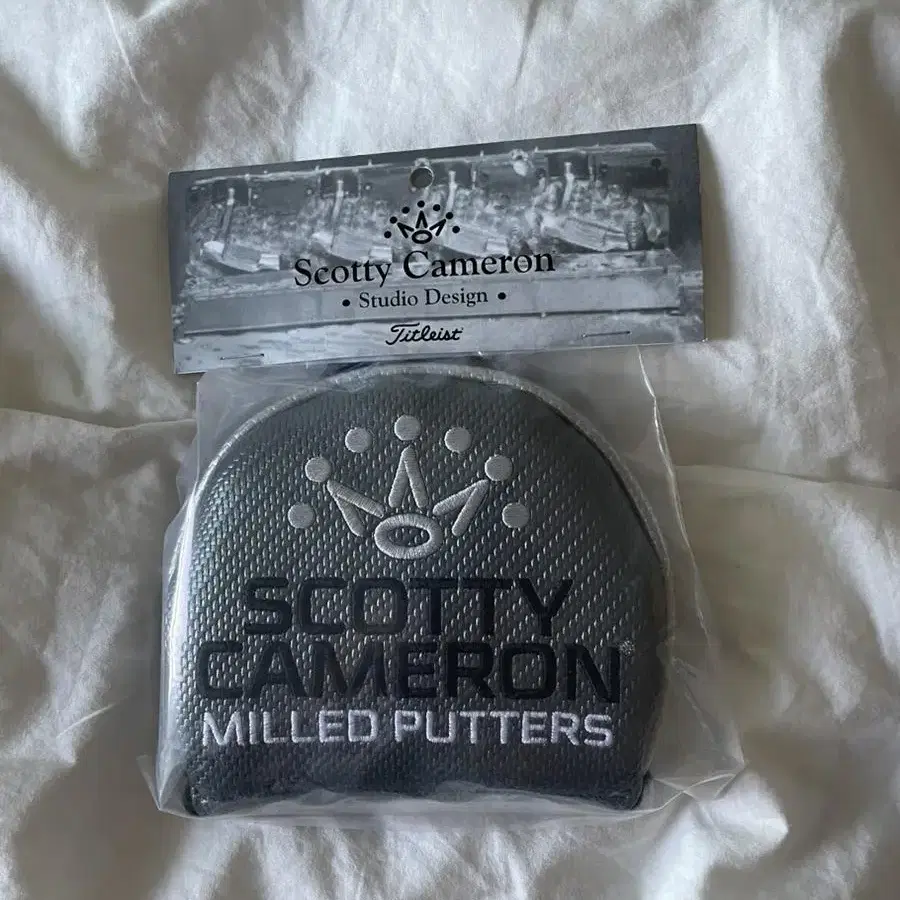 Scotty Cameron
• Studio Design •
Titleist
SCOTTY
CAMERON®
MILLED PUTTERS